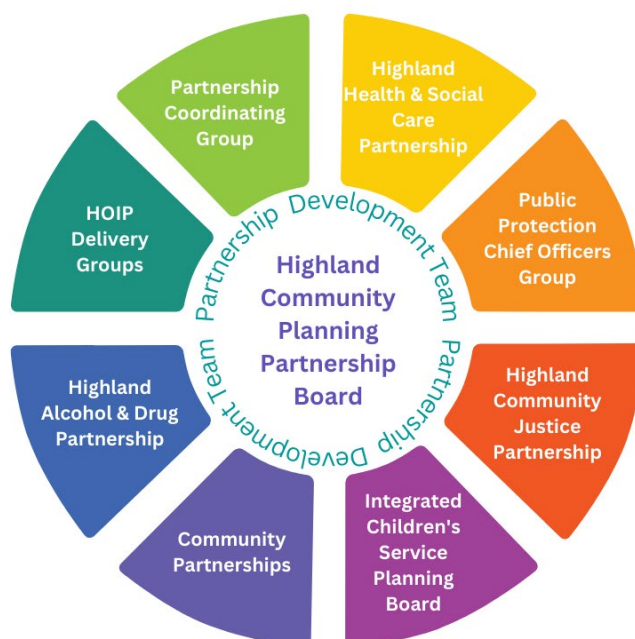 Partnership
Coordinating
Group
Highland
Health & Social
Care
Partnership
HOIP
Delivery
Groups
Public
Protection
Chief Officers
Group
Partnership Development Team
Highland
Community
Planning
Partnership
Board
Partnership Development Team
Highland
Alcohol & Drug
Partnership
Highland
Community
Justice
Partnership
Community
Partnerships
Integrated
Children's
Service
Planning
Board